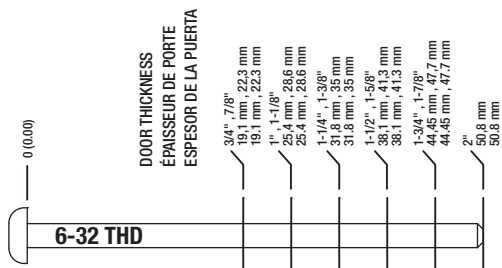 0 (0.00)
DOOR THICKNESS
ÉPAISSEUR DE PORTE
ESPESOR DE LA PUERTA
3/4" ,7/8"
19.1 mm , 22,3 mm
19.1 mm , 22.3 mm
1" ,1-1/8"
25,4 mm , 28,6 mm
25.4 mm , 28.6 mm
1-1/4" ,1-3/8"
31,8 mm , 35 mm
31.8 mm , 35 mm
1-1/2" ,1-5/8"
38,1 mm , 41,3 mm
38.1 mm , 41.3 mm
1-3/4" ,1-7/8"
44,45 mm , 47,7 mm
44.45 mm , 47.7 mm
2"
50,8 mm
50.8 mm
6-32 THD